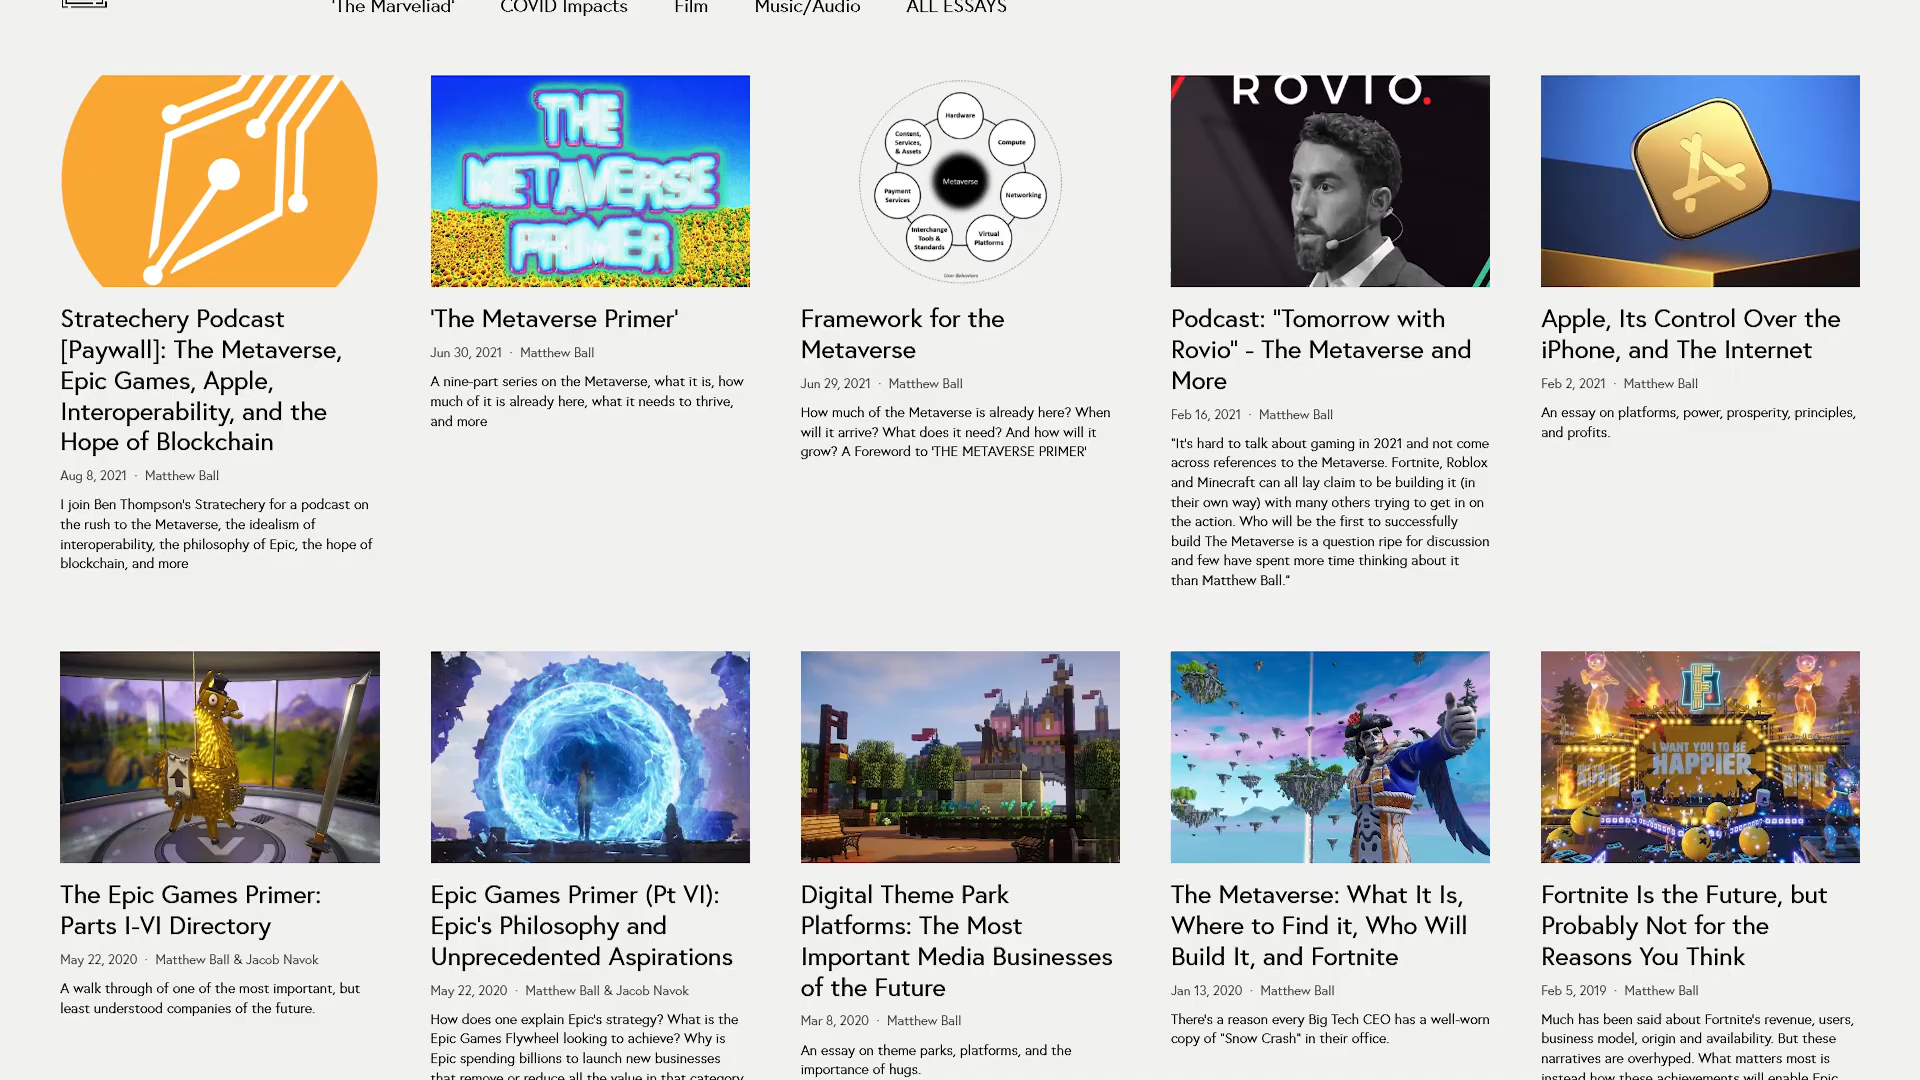 'The Marveliad'
COVID Impacts
Film
Music/Audio
ALL ESSAYS
Stratechery Podcast
[Paywall]: The Metaverse,
Epic Games, Apple,
Interoperability, and the
Hope of Blockchain
Aug 8, 2021 · Matthew Ball
I join Ben Thompson's Stratechery for a podcast on
the rush to the Metaverse, the idealism of
interoperability, the philosophy of Epic, the hope of
blockchain, and more
THE
METAVERSE
PRIMER
'The Metaverse Primer'
Jun 30, 2021 · Matthew Ball
A nine-part series on the Metaverse, what it is, how
much of it is already here, what it needs to thrive,
and more
Hardware
Compute
Networking
Virtual
Platforms
Interchange
Tools &
Standards
Payment
Services
Content,
Services,
& Assets
Metaverse
User Behaviors
Framework for the
Metaverse
Jun 29, 2021 · Matthew Ball
How much of the Metaverse is already here? When
will it arrive? What does it need? And how will it
grow? A Foreword to 'THE METAVERSE PRIMER'
ROVIO.
Podcast: "Tomorrow with
Rovio" - The Metaverse and
More
Feb 16, 2021 · Matthew Ball
"It's hard to talk about gaming in 2021 and not come
across references to the Metaverse. Fortnite, Roblox
and Minecraft can all lay claim to be building it (in
their own way) with many others trying to get in on
the action. Who will be the first to successfully
build The Metaverse is a question ripe for discussion
and few have spent more time thinking about it
than Matthew Ball."
Apple, Its Control Over the
iPhone, and The Internet
Feb 2, 2021 · Matthew Ball
An essay on platforms, power, prosperity, principles,
and profits.
The Epic Games Primer:
Parts I-VI Directory
May 22, 2020 · Matthew Ball & Jacob Navok
A walk through of one of the most important, but
least understood companies of the future.
Epic Games Primer (Pt VI):
Epic's Philosophy and
Unprecedented Aspirations
May 22, 2020 · Matthew Ball & Jacob Navok
How does one explain Epic's strategy? What is the
Epic Games Flywheel looking to achieve? Why is
Epic spending billions to launch new businesses
that remove or reduce all the value in that category
Digital Theme Park
Platforms: The Most
Important Media Businesses
of the Future
Mar 8, 2020 · Matthew Ball
An essay on theme parks, platforms, and the
importance of hugs.
The Metaverse: What It Is,
Where to Find it, Who Will
Build It, and Fortnite
Jan 13, 2020 · Matthew Ball
There's a reason every Big Tech CEO has a well-worn
copy of "Snow Crash" in their office.
I WANT YOU TO BE
HAPPIER
Fortnite Is the Future, but
Probably Not for the
Reasons You Think
Feb 5, 2019 · Matthew Ball
Much has been said about Fortnite's revenue, users,
business model, origin and availability. But these
narratives are overhyped. What matters most is
instead how these achievements will enable Epic